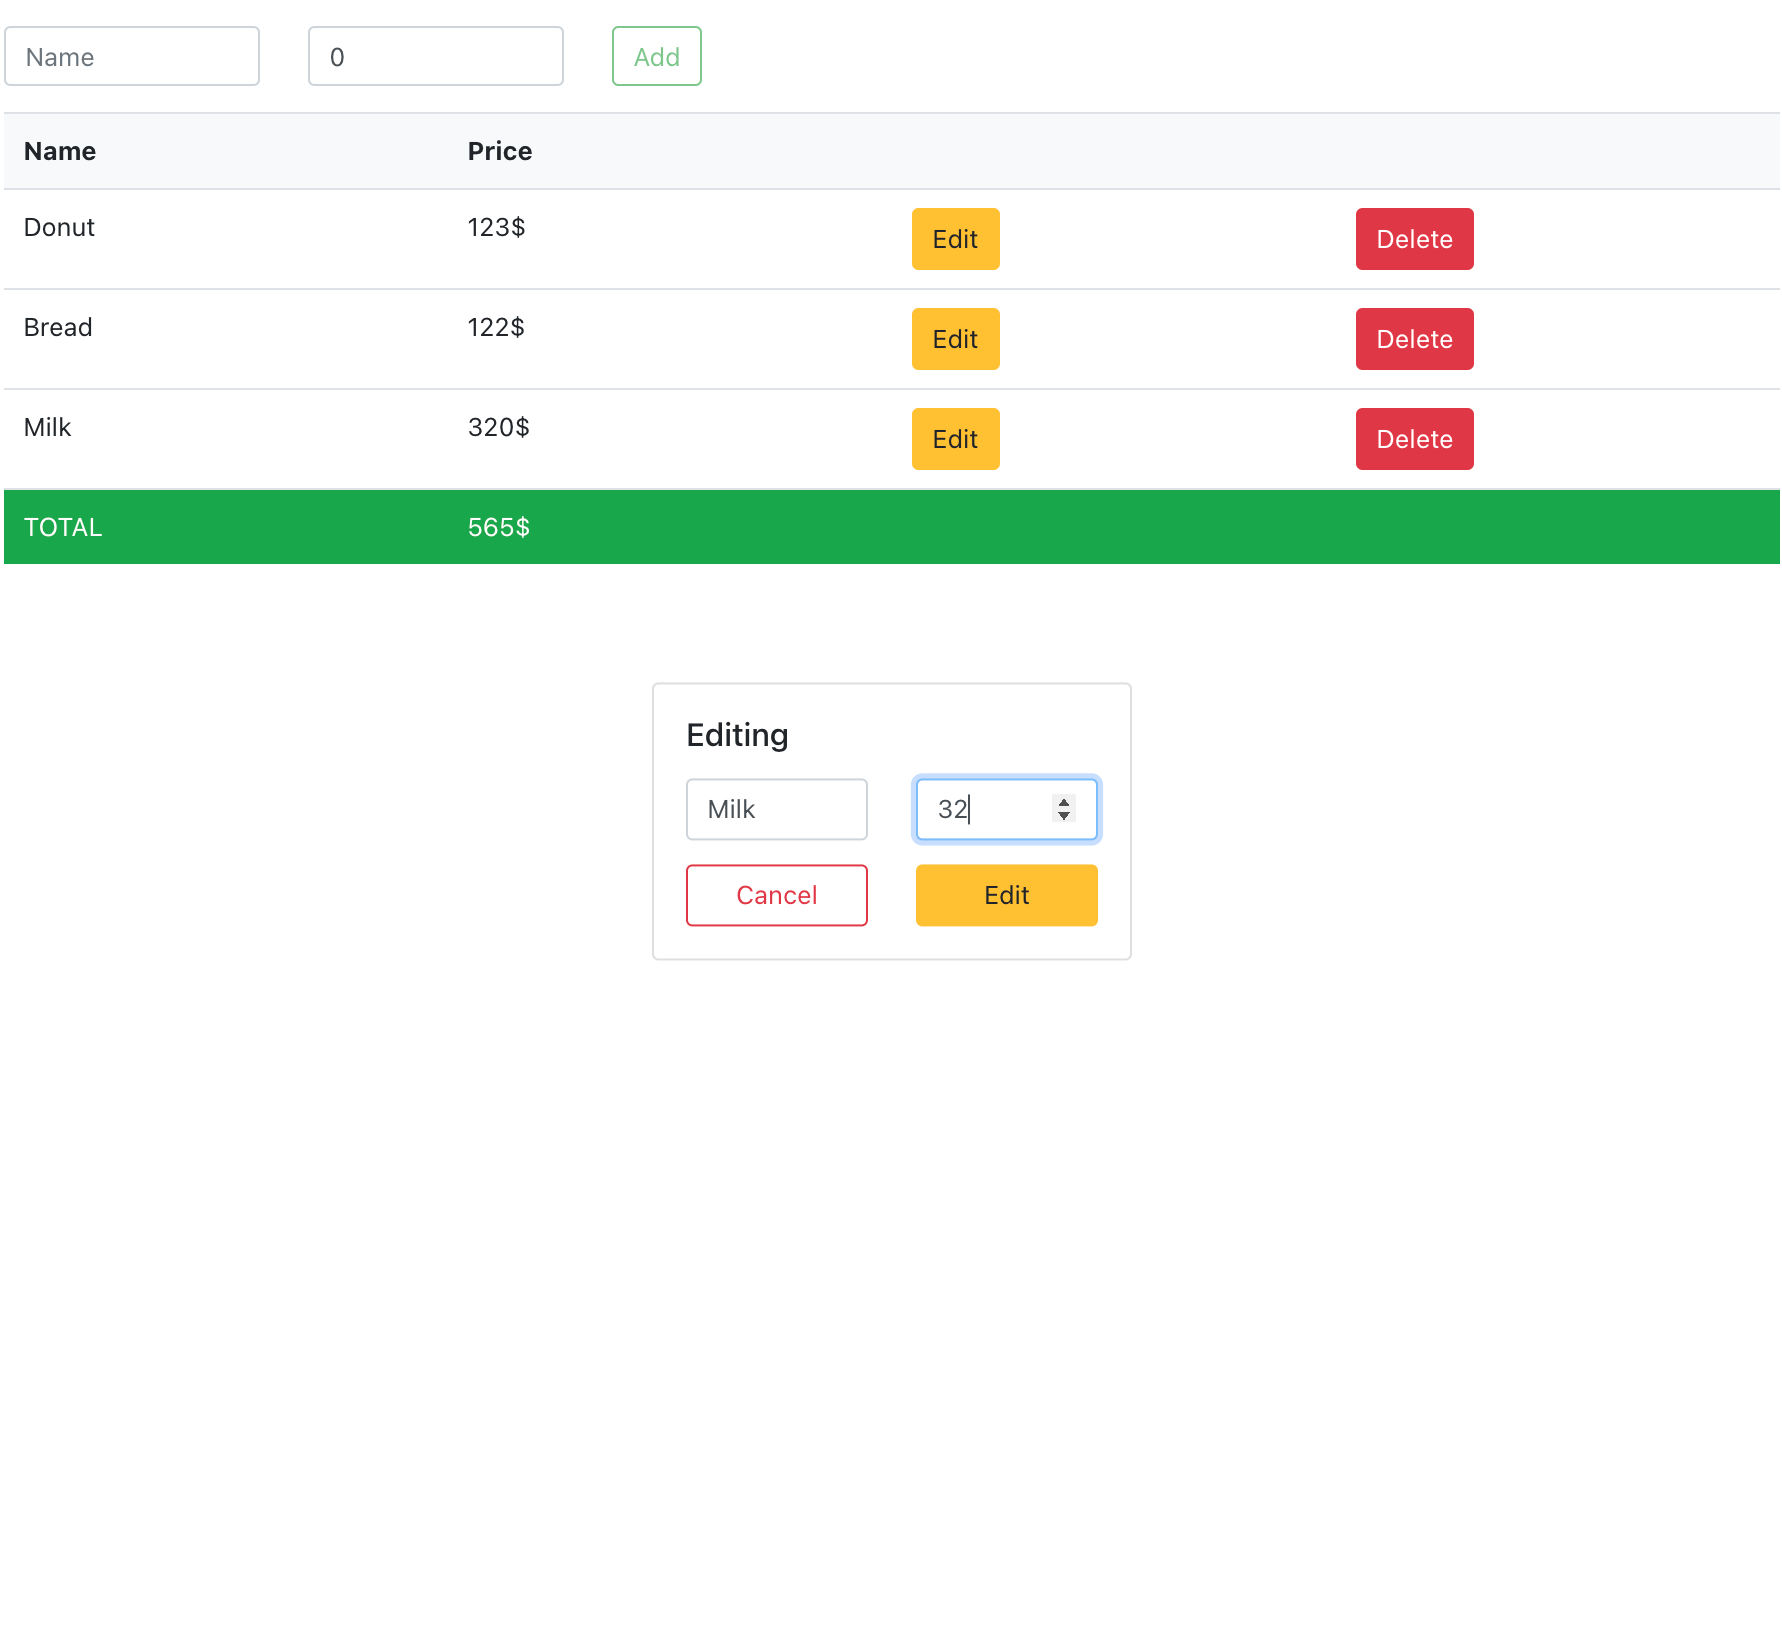 Name 0 Add
Name Price
Donut 123$ Edit Delete
Bread 122$ Edit Delete
Milk 320$ Edit Delete
TOTAL 565$
Editing
Milk 32
Cancel Edit